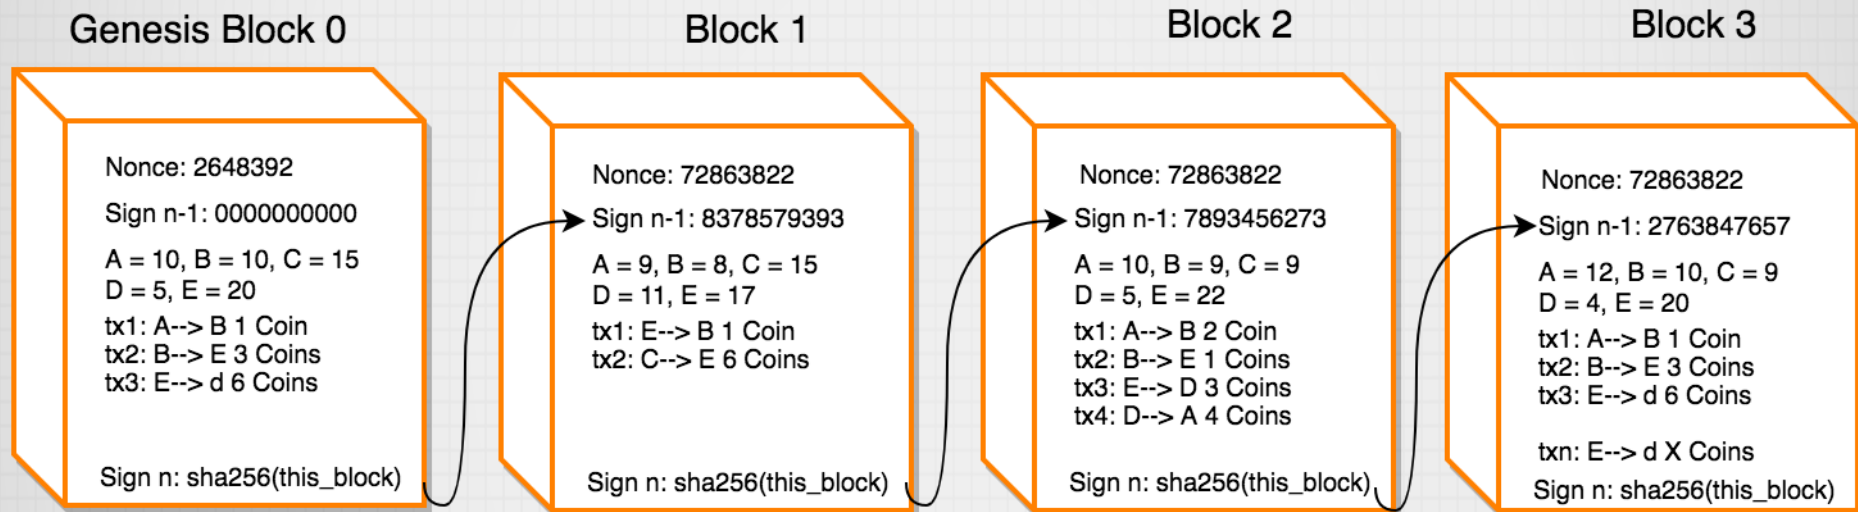 Genesis Block 0
Nonce: 2648392
Sign n-1: 0000000000
A = 10, B = 10, C = 15
D = 5, E = 20
tx1: A--> B 1 Coin
tx2: B--> E 3 Coins
tx3: E--> d 6 Coins
Sign n: sha256(this_block)
Block 1
Nonce: 72863822
Sign n-1: 8378579393
A = 9, B = 8, C = 15
D = 11, E = 17
tx1: E--> B 1 Coin
tx2: C--> E 6 Coins
Sign n: sha256(this_block)
Block 2
Nonce: 72863822
Sign n-1: 7893456273
A = 10, B = 9, C = 9
D = 5, E = 22
tx1: A--> B 2 Coin
tx2: B--> E 1 Coins
tx3: E--> D 3 Coins
tx4: D--> A 4 Coins
Sign n: sha256(this_block)
Block 3
Nonce: 72863822
Sign n-1: 2763847657
A = 12, B = 10, C = 9
D = 4, E = 20
tx1: A--> B 1 Coin
tx2: B--> E 3 Coins
tx3: E--> d 6 Coins
txn: E--> d X Coins
Sign n: sha256(this_block)